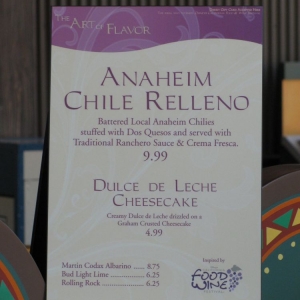 The Art of Flavor
Anaheim
Chile Relleno
Battered Local Anaheim Chilies
stuffed with Dos Quesos and served with
Traditional Ranchero Sauce & Crema Fresca.
9.99
Dulce de Leche
Cheesecake
Creamy Dulce de Leche drizzled on a
Graham Crusted Cheesecake
4.99
Martin Codax Albarino ..... 8.75
Bud Light Lime ............ 6.25
Rolling Rock ............... 6.25
Inspired by
Food
Wine